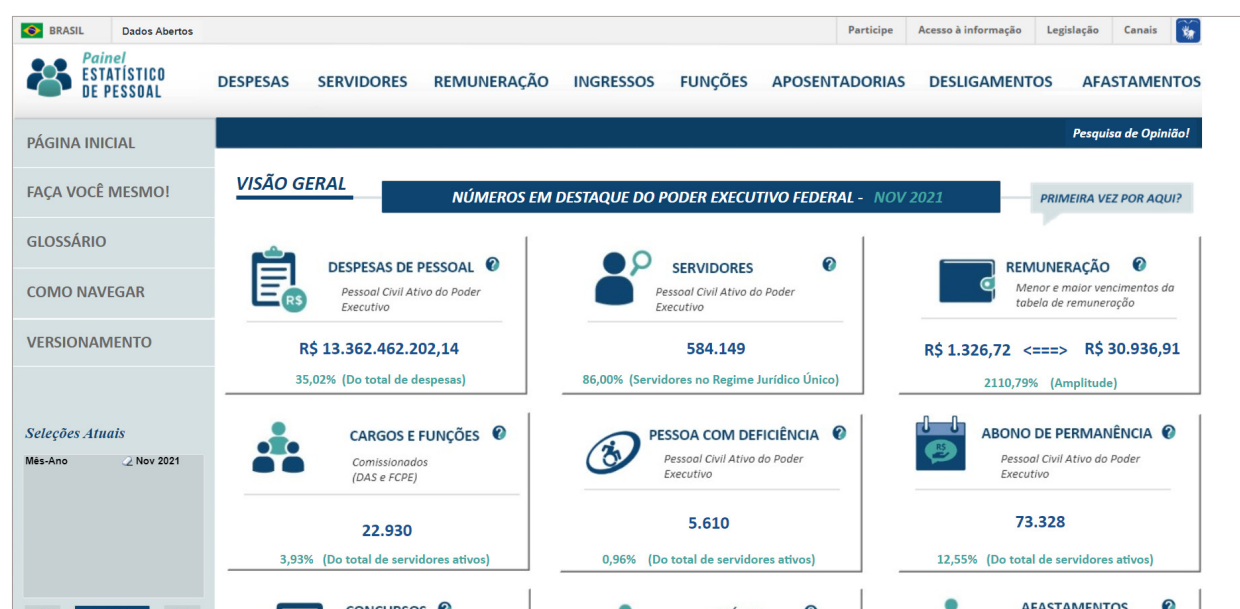 BRASIL Dados Abertos Participe Acesso à informação Legislação Canais
Painel
ESTATÍSTICO
DE PESSOAL
DESPESAS SERVIDORES REMUNERAÇÃO INGRESSOS FUNÇÕES APOSENTADORIAS DESLIGAMENTOS AFASTAMENTOS
Pesquisa de Opinião!
PÁGINA INICIAL
FAÇA VOCÊ MESMO!
GLOSSÁRIO
COMO NAVEGAR
VERSIONAMENTO
Seleções Atuais
Mês-Ano Nov 2021
VISÃO GERAL
NÚMEROS EM DESTAQUE DO PODER EXECUTIVO FEDERAL - NOV 2021
PRIMEIRA VEZ POR AQUI?
R$
DESPESAS DE PESSOAL ?
Pessoal Civil Ativo do Poder
Executivo
R$ 13.362.462.202,14
35,02% (Do total de despesas)
SERVIDORES ?
Pessoal Civil Ativo do Poder
Executivo
584.149
86,00% (Servidores no Regime Jurídico Único)
REMUNERAÇÃO ?
Menor e maior vencimentos da
tabela de remuneração
R$ 1.326,72 <===> R$ 30.936,91
2110,79% (Amplitude)
CARGOS E FUNÇÕES ?
Comissionados
(DAS e FCPE)
22.930
3,93% (Do total de servidores ativos)
PESSOA COM DEFICIÊNCIA ?
Pessoal Civil Ativo do Poder
Executivo
5.610
0,96% (Do total de servidores ativos)
R$
ABONO DE PERMANÊNCIA ?
Pessoal Civil Ativo do Poder
Executivo
73.328
12,55% (Do total de servidores ativos)
CONCURSOS ?
AFASTAMENTOS ?